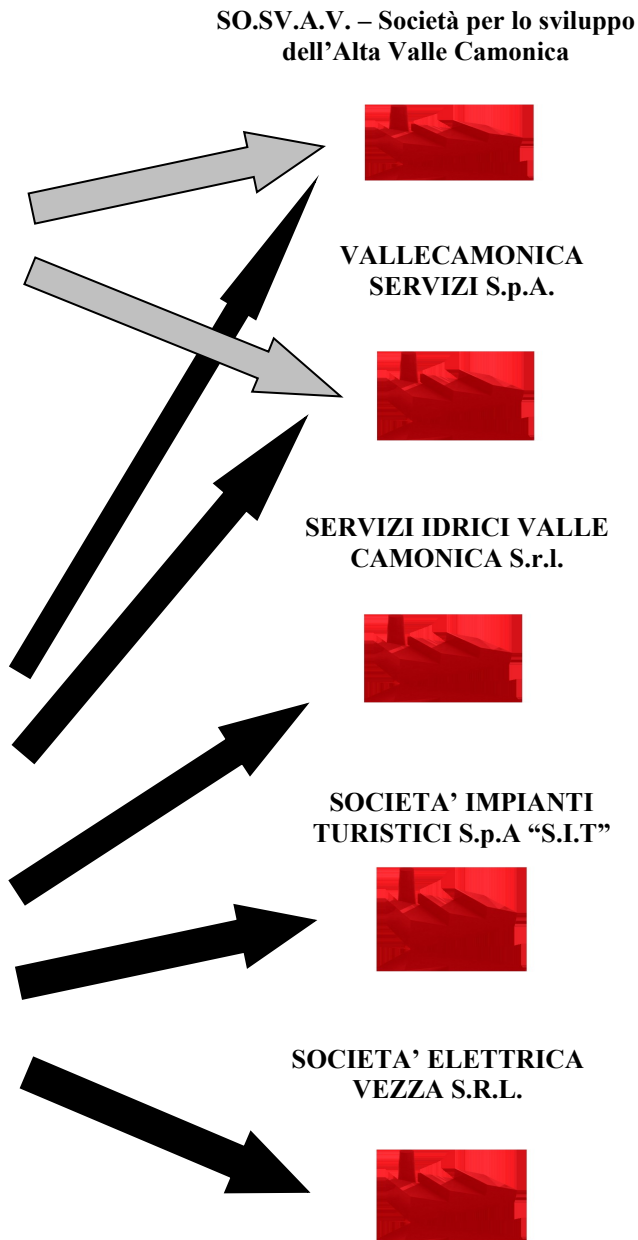 SO.SV.A.V. – Società per lo sviluppo
dell’Alta Valle Camonica
VALLECAMONICA
SERVIZI S.p.A.
SERVIZI IDRICI VALLE
CAMONICA S.r.l.
SOCIETA’ IMPIANTI
TURISTICI S.p.A “S.I.T”
SOCIETA’ ELETTRICA
VEZZA S.R.L.